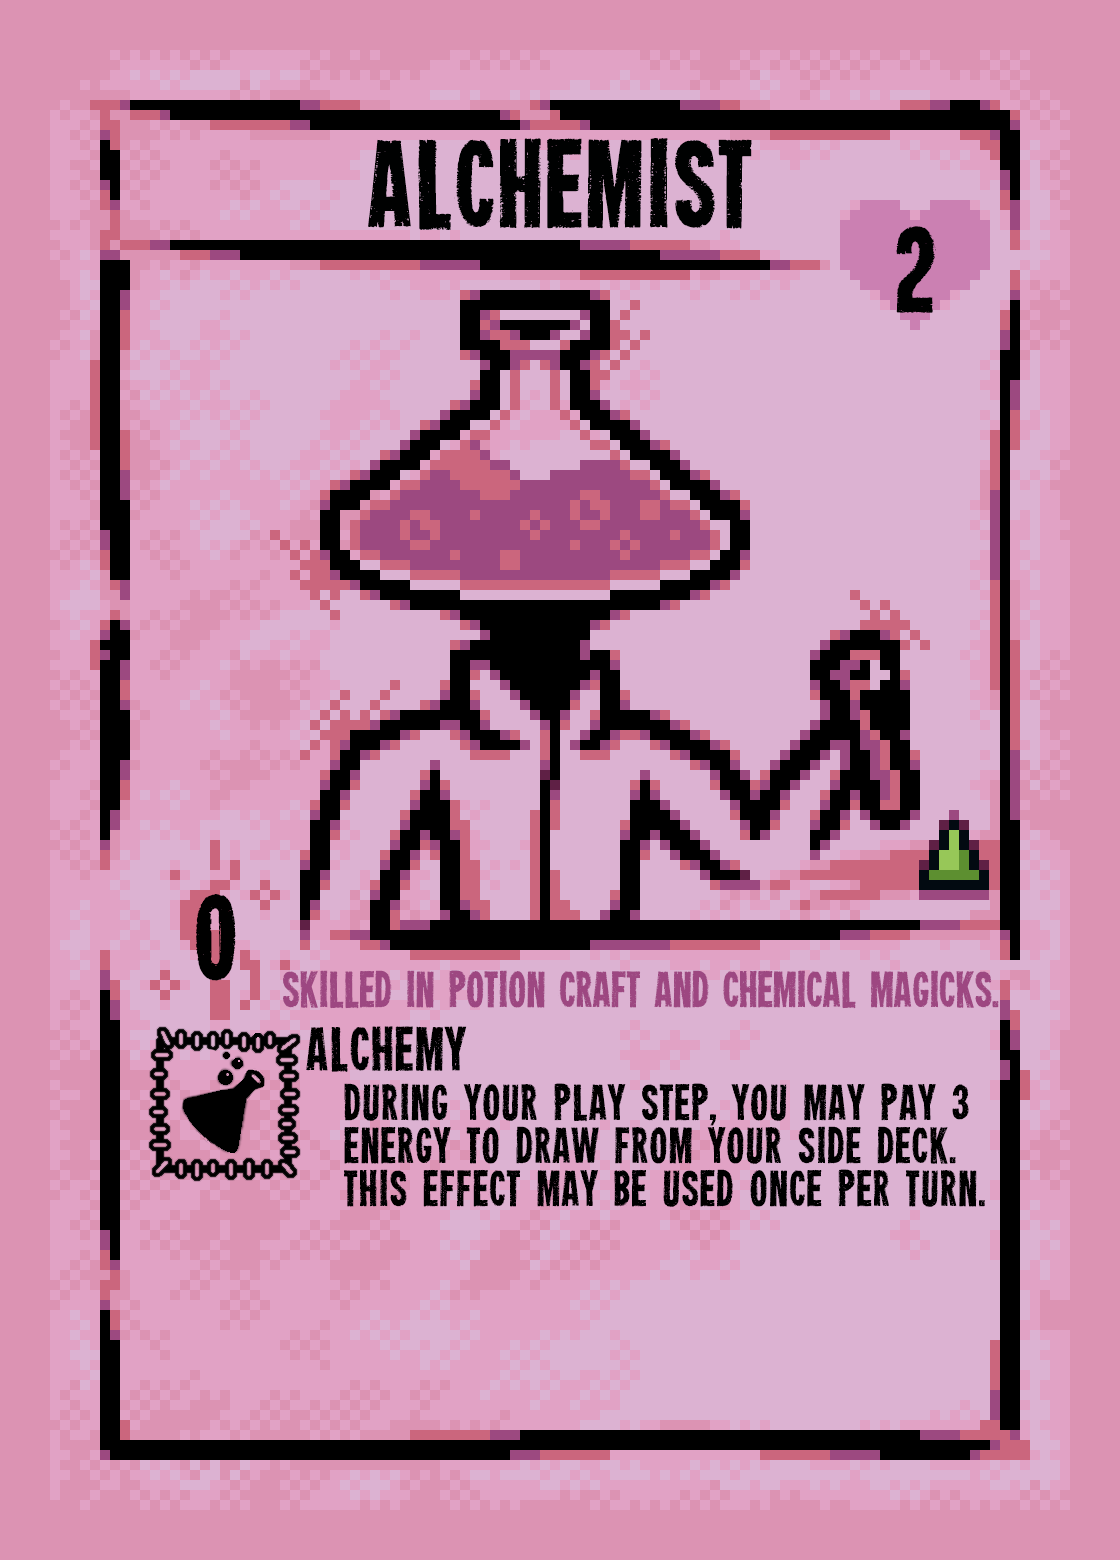 ALCHEMIST
2
0
SKILLED IN POTION CRAFT AND CHEMICAL MAGICKS.
ALCHEMY
DURING YOUR PLAY STEP, YOU MAY PAY 3
ENERGY TO DRAW FROM YOUR SIDE DECK.
THIS EFFECT MAY BE USED ONCE PER TURN.